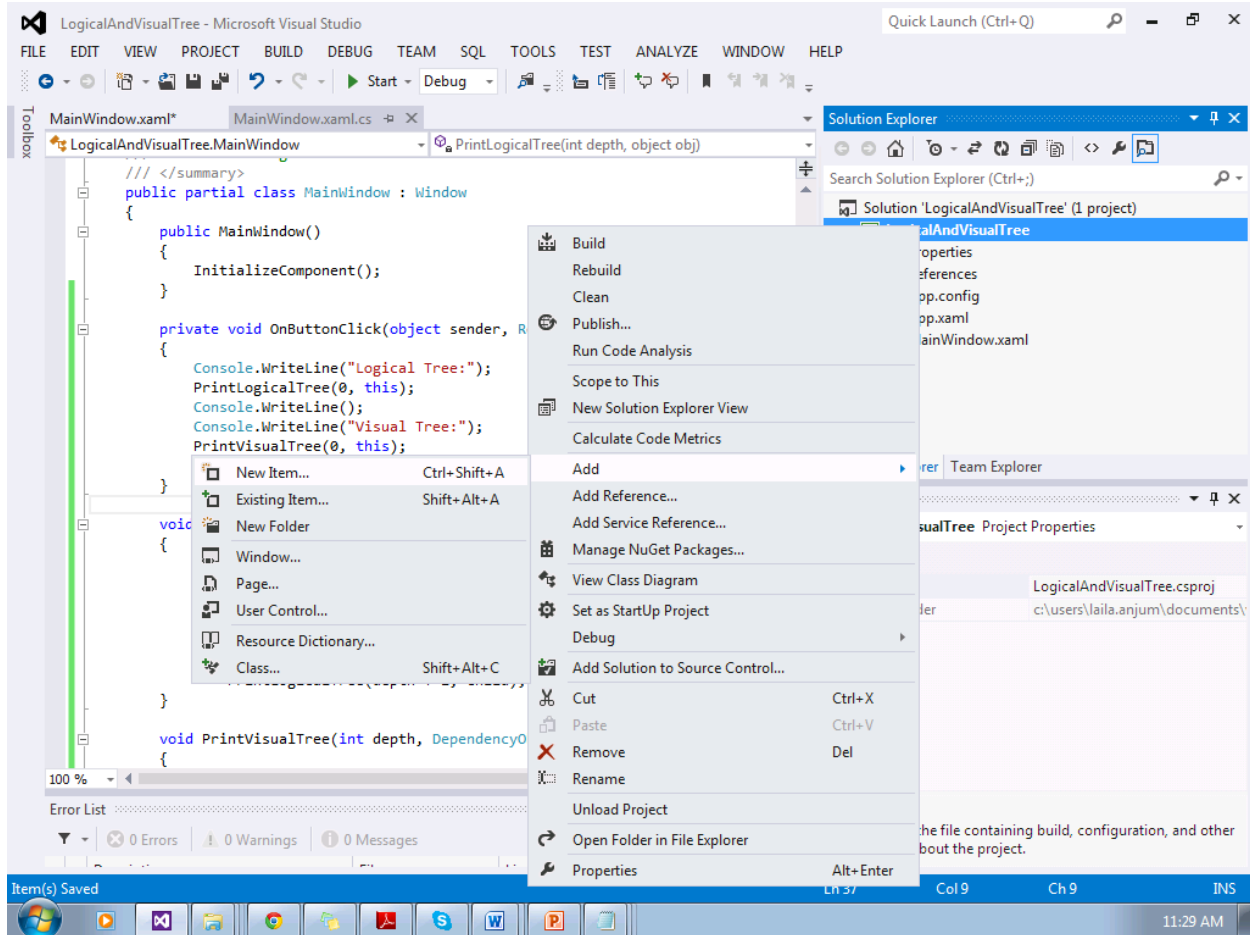 LogicalAndVisualTree - Microsoft Visual Studio
Quick Launch (Ctrl+Q)
FILE EDIT VIEW PROJECT BUILD DEBUG TEAM SQL TOOLS TEST ANALYZE WINDOW HELP
Start Debug
Toolbox
MainWindow.xaml* MainWindow.xaml.cs
LogicalAndVisualTree.MainWindow PrintLogicalTree(int depth, object obj)
/// </summary>
public partial class MainWindow : Window
{
public MainWindow()
{
InitializeComponent();
}
private void OnButtonClick(object sender, R
{
Console.WriteLine("Logical Tree:");
PrintLogicalTree(0, this);
Console.WriteLine();
Console.WriteLine("Visual Tree:");
PrintVisualTree(0, this);
}
void
{
}
void PrintVisualTree(int depth, DependencyO
{
100 %
New Item... Ctrl+Shift+A
Existing Item... Shift+Alt+A
New Folder
Window...
Page...
User Control...
Resource Dictionary...
Class... Shift+Alt+C
Build
Rebuild
Clean
Publish...
Run Code Analysis
Scope to This
New Solution Explorer View
Calculate Code Metrics
Add
Add Reference...
Add Service Reference...
Manage NuGet Packages...
View Class Diagram
Set as StartUp Project
Debug
Add Solution to Source Control...
Cut Ctrl+X
Paste Ctrl+V
Remove Del
Rename
Unload Project
Open Folder in File Explorer
Properties Alt+Enter
Solution Explorer
Search Solution Explorer (Ctrl+;)
Solution 'LogicalAndVisualTree' (1 project)
alAndVisualTree
operties
eferences
pp.config
pp.xaml
ainWindow.xaml
rer Team Explorer
sualTree Project Properties
LogicalAndVisualTree.csproj
der c:\users\laila.anjum\documents\
he file containing build, configuration, and other
bout the project.
Error List
0 Errors 0 Warnings 0 Messages
Item(s) Saved
Ln 37 Col 9 Ch 9 INS
11:29 AM